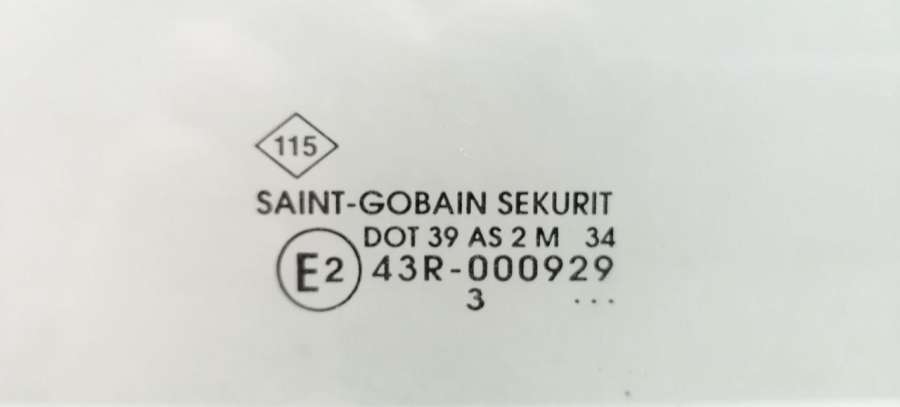 115
SAINT-GOBAIN SEKURIT
DOT 39 AS 2 M 34
E2 43R-000929
3 ...